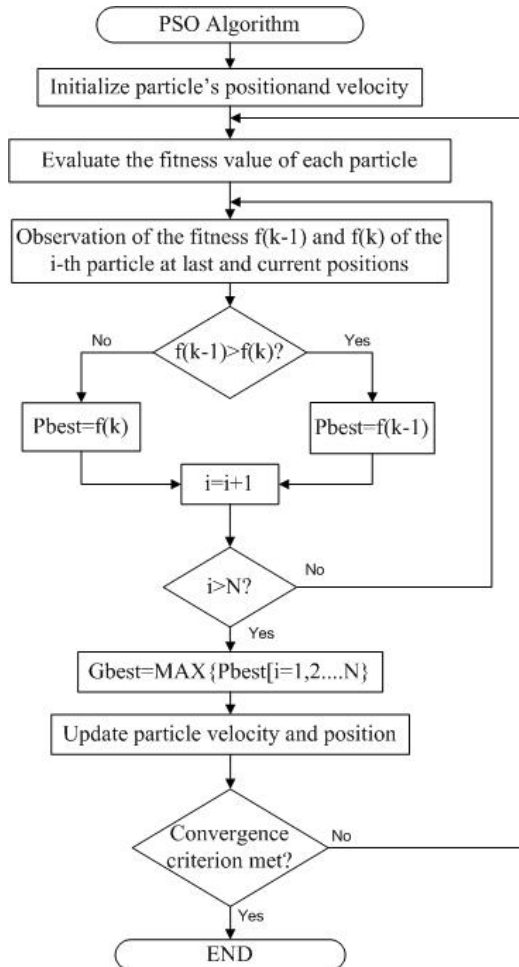 PSO Algorithm
Initialize particle's positionand velocity
Evaluate the fitness value of each particle
Observation of the fitness f(k-1) and f(k) of the
i-th particle at last and current positions
No
f(k-1)>f(k)?
Yes
Pbest=f(k)
Pbest=f(k-1)
i=i+1
i>N?
No
Yes
Gbest=MAX{Pbest[i=1,2....N}
Update particle velocity and position
Convergence
criterion met?
No
Yes
END